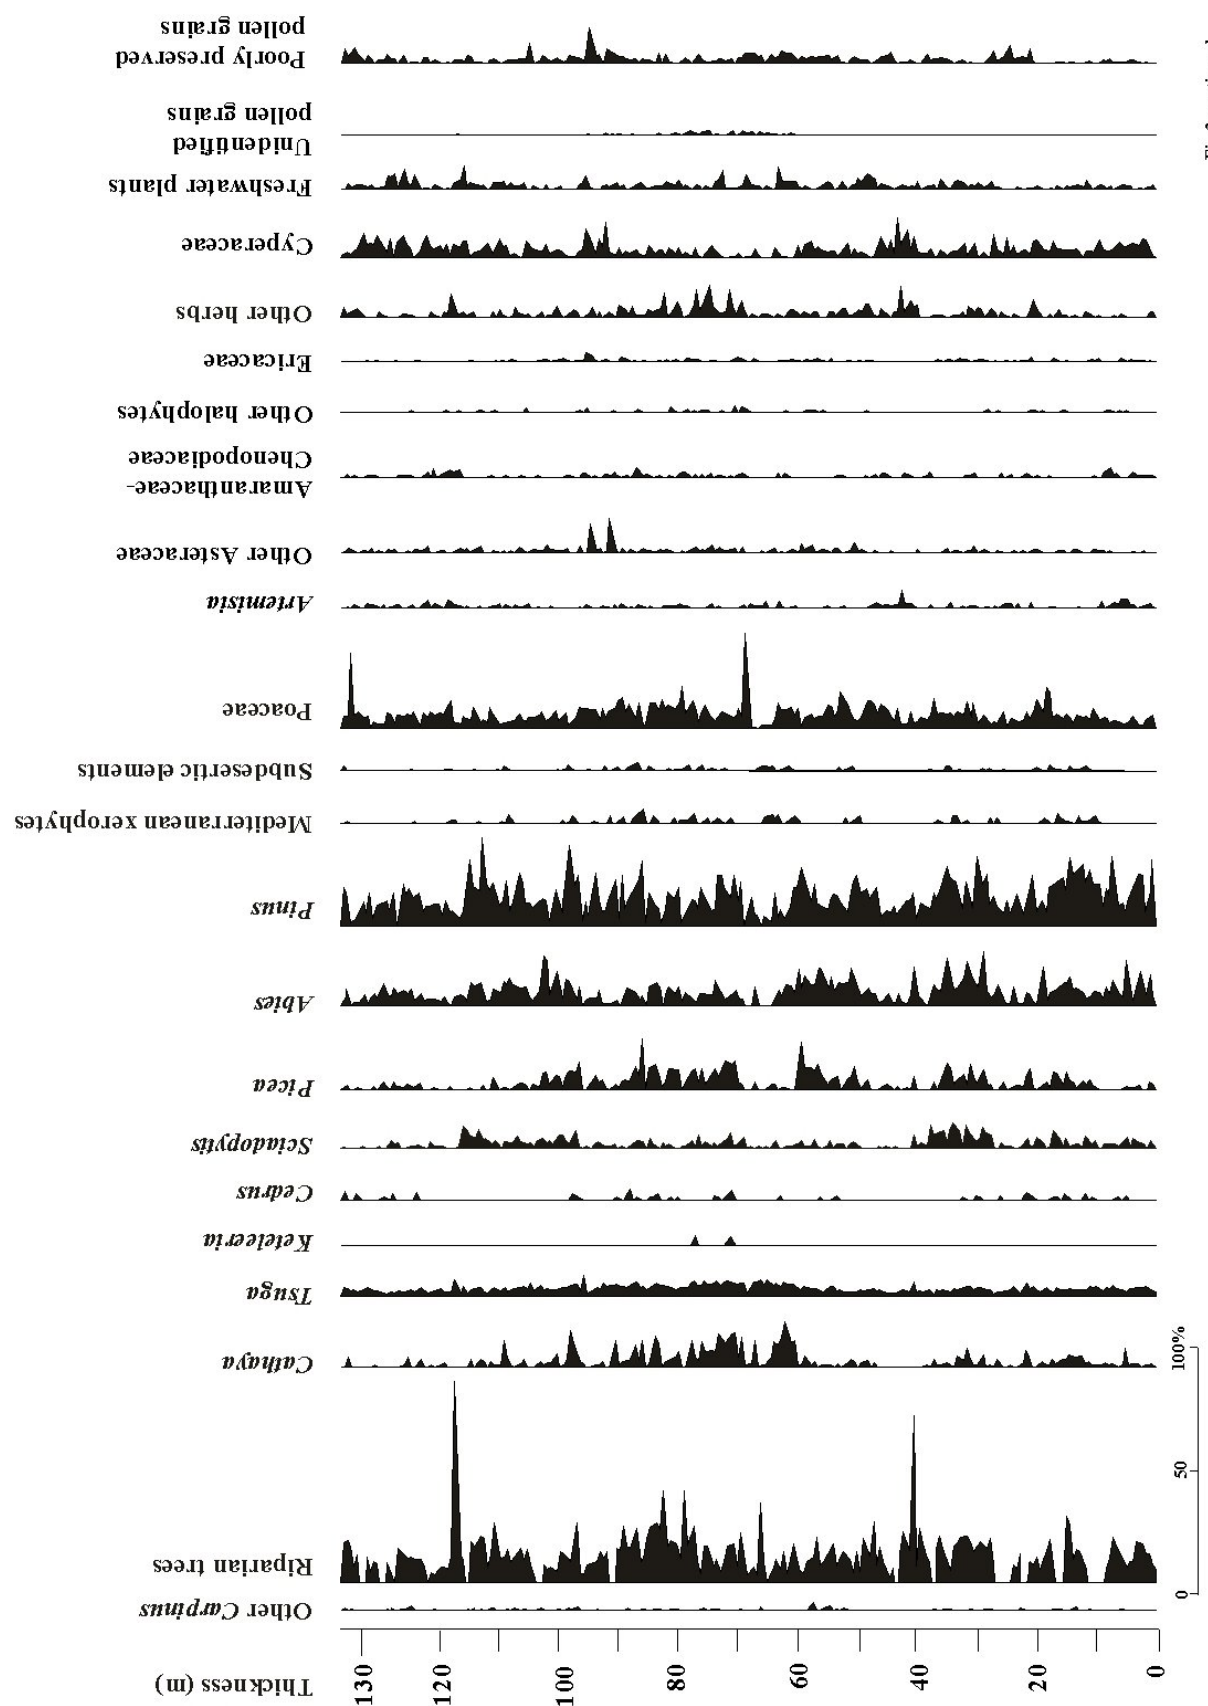 Poorly preserved
pollen grains
Unidentified
pollen grains
Freshwater plants
Cyperaceae
Other herbs
Ericaceae
Other halophytes
Amaranthaceae-
Chenopodiaceae
Other Asteraceae
Artemisia
Poaceae
Subdesertic elements
Mediterranean xerophytes
Pinus
Abies
Picea
Sciadopytis
Cedrus
Keteleeria
Tsuga
Cathaya
Riparian trees
Other Carpinus
Thickness (m)
130
120
100
80
60
40
20
0
0
50
100%